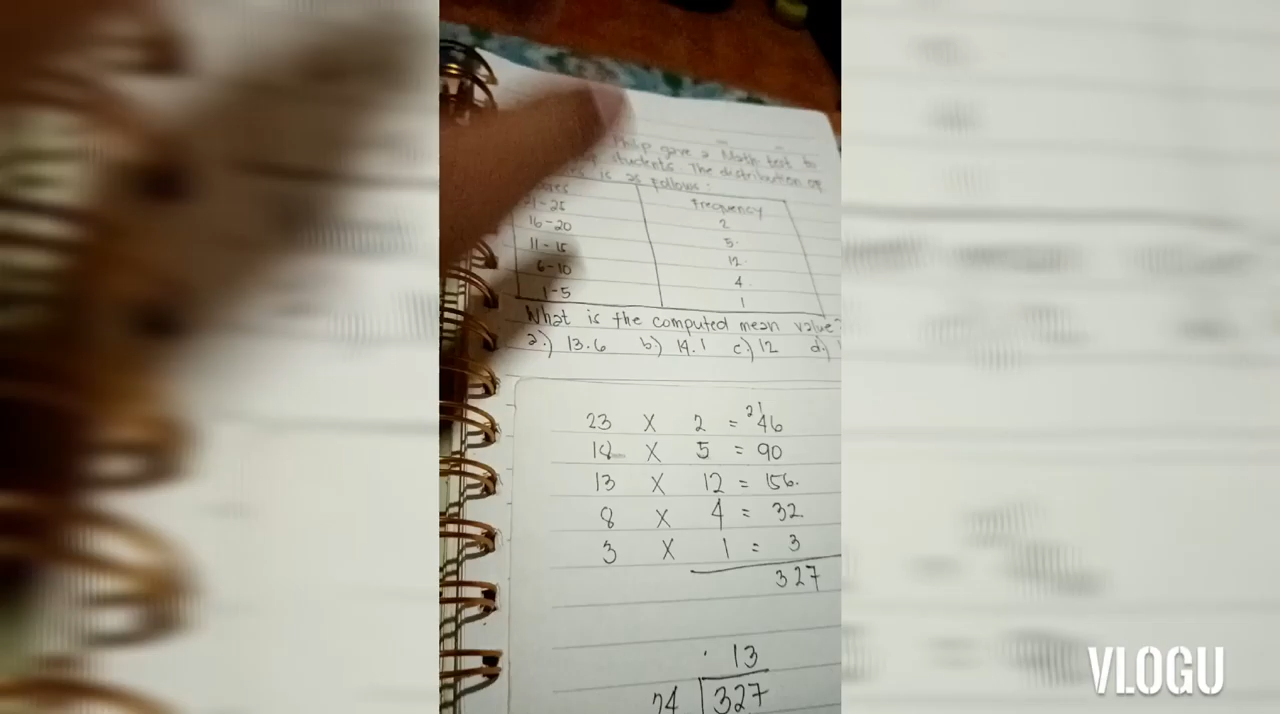 Philip gave a Math test to
students. The distribution of
is as follows:
Frequency
21-25 2
16-20 5
11-15 12
6-10 4
1-5 1
What is the computed mean value?
a.) 13.6 b.) 14.1 c.) 12 d.)
21
23 X 2 = 46
18 X 5 = 90
13 X 12 = 156.
8 X 4 = 32
3 X 1 = 3
327
13
24 327
VLOGU